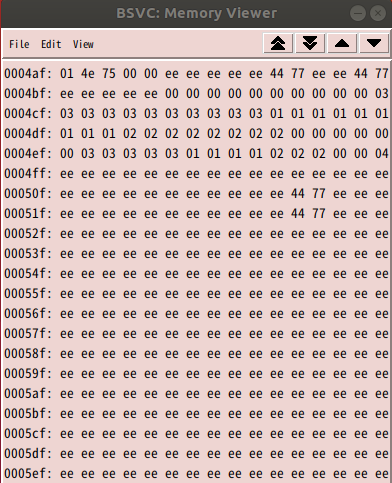 BSVC: Memory Viewer
File Edit View
0004af: 01 4e 75 00 00 ee ee ee ee ee 44 77 ee ee 44 77
0004bf: ee ee ee ee ee 00 00 00 00 00 00 00 00 00 00 03
0004cf: 03 03 03 03 03 03 03 03 03 03 01 01 01 01 01 01
0004df: 01 01 01 02 02 02 02 02 02 02 02 00 00 00 00 00
0004ef: 00 03 03 03 03 03 01 01 01 01 02 02 02 00 00 04
0004ff: ee ee ee ee ee ee ee ee ee ee ee ee ee ee ee ee
00050f: ee ee ee ee ee ee ee ee ee ee ee 44 77 ee ee ee
00051f: ee ee ee ee ee ee ee ee ee ee ee 44 77 ee ee ee
00052f: ee ee ee ee ee ee ee ee ee ee ee ee ee ee ee ee
00053f: ee ee ee ee ee ee ee ee ee ee ee ee ee ee ee ee
00054f: ee ee ee ee ee ee ee ee ee ee ee ee ee ee ee ee
00055f: ee ee ee ee ee ee ee ee ee ee ee ee ee ee ee ee
00056f: ee ee ee ee ee ee ee ee ee ee ee ee ee ee ee ee
00057f: ee ee ee ee ee ee ee ee ee ee ee ee ee ee ee ee
00058f: ee ee ee ee ee ee ee ee ee ee ee ee ee ee ee ee
00059f: ee ee ee ee ee ee ee ee ee ee ee ee ee ee ee ee
0005af: ee ee ee ee ee ee ee ee ee ee ee ee ee ee ee ee
0005bf: ee ee ee ee ee ee ee ee ee ee ee ee ee ee ee ee
0005cf: ee ee ee ee ee ee ee ee ee ee ee ee ee ee ee ee
0005df: ee ee ee ee ee ee ee ee ee ee ee ee ee ee ee ee
0005ef: ee ee ee ee ee ee ee ee ee ee ee ee ee ee ee ee